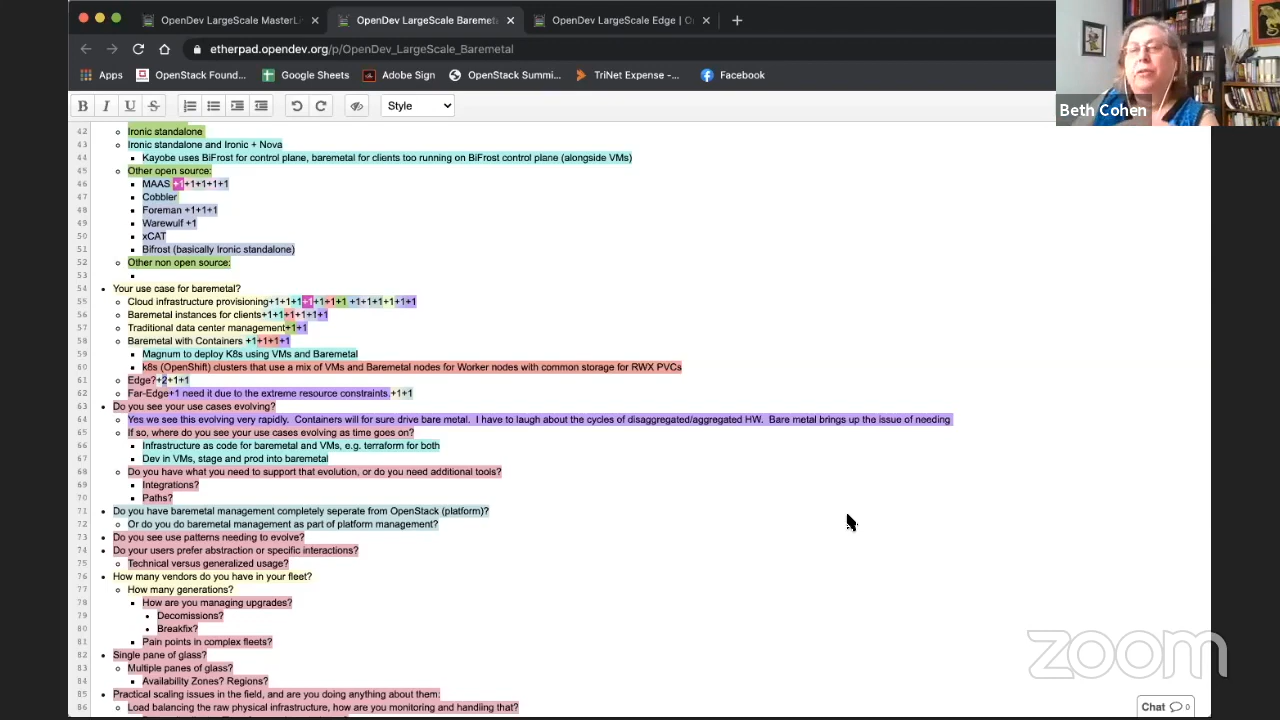 OpenDev LargeScale MasterL
OpenDev LargeScale Baremeta
OpenDev LargeScale Edge | O
etherpad.opendev.org/p/OpenDev_LargeScale_Baremetal
Apps
OpenStack Found...
Google Sheets
Adobe Sign
OpenStack Summi...
TriNet Expense -...
Facebook
B I U S Style
Beth Cohen
42 Ironic standalone
43 Ironic standalone and Ironic + Nova
44 Kayobe uses BiFrost for control plane, baremetal for clients too running on BiFrost control plane (alongside VMs)
45 Other open source:
46 MAAS +1+1+1+1+1
47 Cobbler
48 Foreman +1+1+1
49 Warewulf +1
50 xCAT
51 Bifrost (basically Ironic standalone)
52 Other non open source:
53
54 Your use case for baremetal?
55 Cloud infrastructure provisioning+1+1+1+1+1+1+1 +1+1+1+1+1+1
56 Baremetal instances for clients+1+1+1+1+1+1
57 Traditional data center management+1+1
58 Baremetal with Containers +1+1+1+1
59 Magnum to deploy K8s using VMs and Baremetal
60 k8s (OpenShift) clusters that use a mix of VMs and Baremetal nodes for Worker nodes with common storage for RWX PVCs
61 Edge?+2+1+1
62 Far-Edge+1 need it due to the extreme resource constraints.+1+1
63 Do you see your use cases evolving?
64 Yes we see this evolving very rapidly. Containers will for sure drive bare metal. I have to laugh about the cycles of disaggregated/aggregated HW. Bare metal brings up the issue of needing
65 If so, where do you see your use cases evolving as time goes on?
66 Infrastructure as code for baremetal and VMs, e.g. terraform for both
67 Dev in VMs, stage and prod into baremetal
68 Do you have what you need to support that evolution, or do you need additional tools?
69 Integrations?
70 Paths?
71 Do you have baremetal management completely seperate from OpenStack (platform)?
72 Or do you do baremetal management as part of platform management?
73 Do you see use patterns needing to evolve?
74 Do your users prefer abstraction or specific interactions?
75 Technical versus generalized usage?
76 How many vendors do you have in your fleet?
77 How many generations?
78 How are you managing upgrades?
79 Decomissions?
80 Breakfix?
81 Pain points in complex fleets?
82 Single pane of glass?
83 Multiple panes of glass?
84 Availability Zones? Regions?
85 Practical scaling issues in the field, and are you doing anything about them:
86 Load balancing the raw physical infrastructure, how are you monitoring and handling that?
zoom
Chat 0